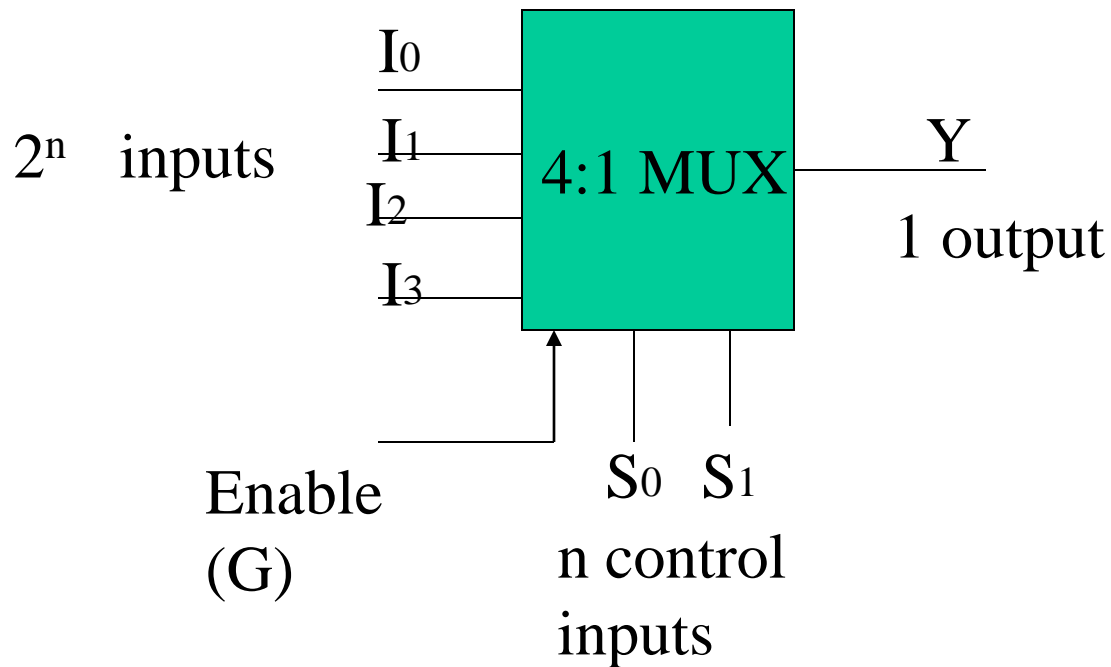 I0
I1
2ⁿ inputs
4:1 MUX
Y
I2
1 output
I3
S0 S1
Enable
(G)
n control
inputs